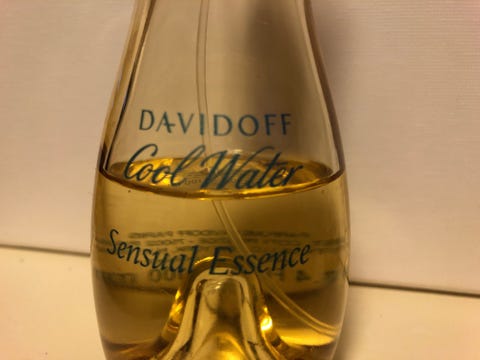 DAVIDOFF
Cool Water
Sensual Essence